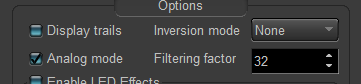 Options
Display trails Inversion mode None
Analog mode Filtering factor 32
Enable LED Effects